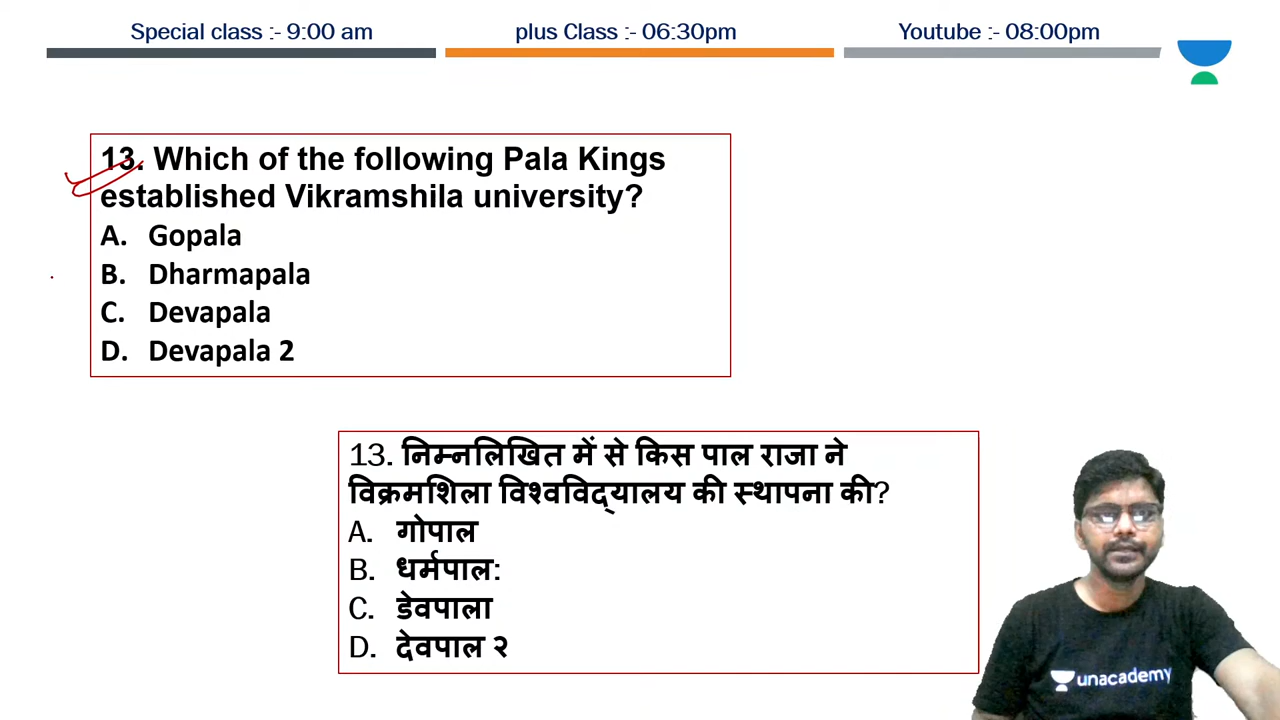 Special class :- 9:00 am
plus Class :- 06:30pm
Youtube :- 08:00pm
13. Which of the following Pala Kings
established Vikramshila university?
A. Gopala
B. Dharmapala
C. Devapala
D. Devapala 2
13. निम्नलिखित में से किस पाल राजा ने
विक्रमशिला विश्वविद्यालय की स्थापना की?
A. गोपाल
B. धर्मपाल:
C. डेवपाला
D. देवपाल २
unacademy